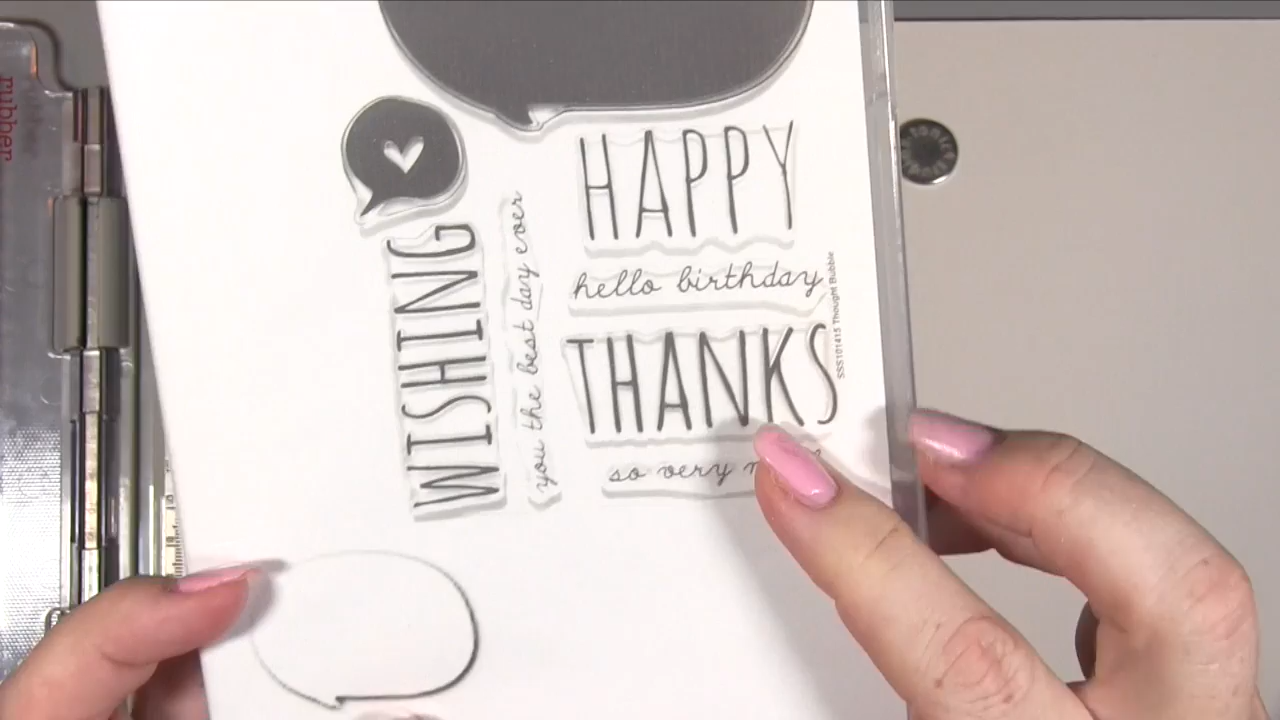 rubber
HAPPY
hello birthday
THANKS
so very
WISHING
you the best day ever
SSS101415 Thought Bubble